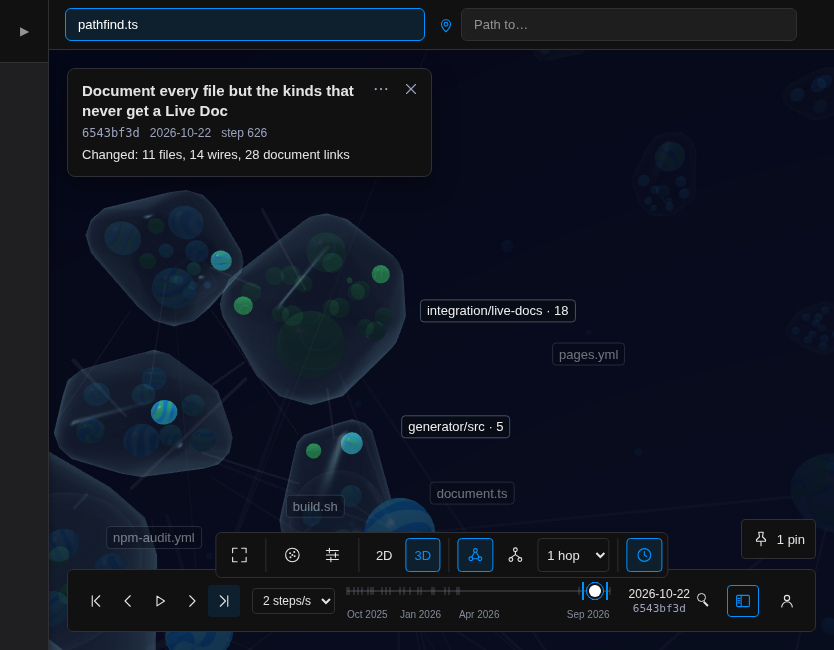 pathfind.ts
Path to…
Document every file but the kinds that
never get a Live Doc
6543bf3d 2026-10-22 step 626
Changed: 11 files, 14 wires, 28 document links
integration/live-docs · 18
pages.yml
generator/src · 5
document.ts
build.sh
npm-audit.yml
2D
3D
1 hop
1 pin
2 steps/s
Oct 2025
Jan 2026
Apr 2026
Sep 2026
2026-10-22
6543bf3d